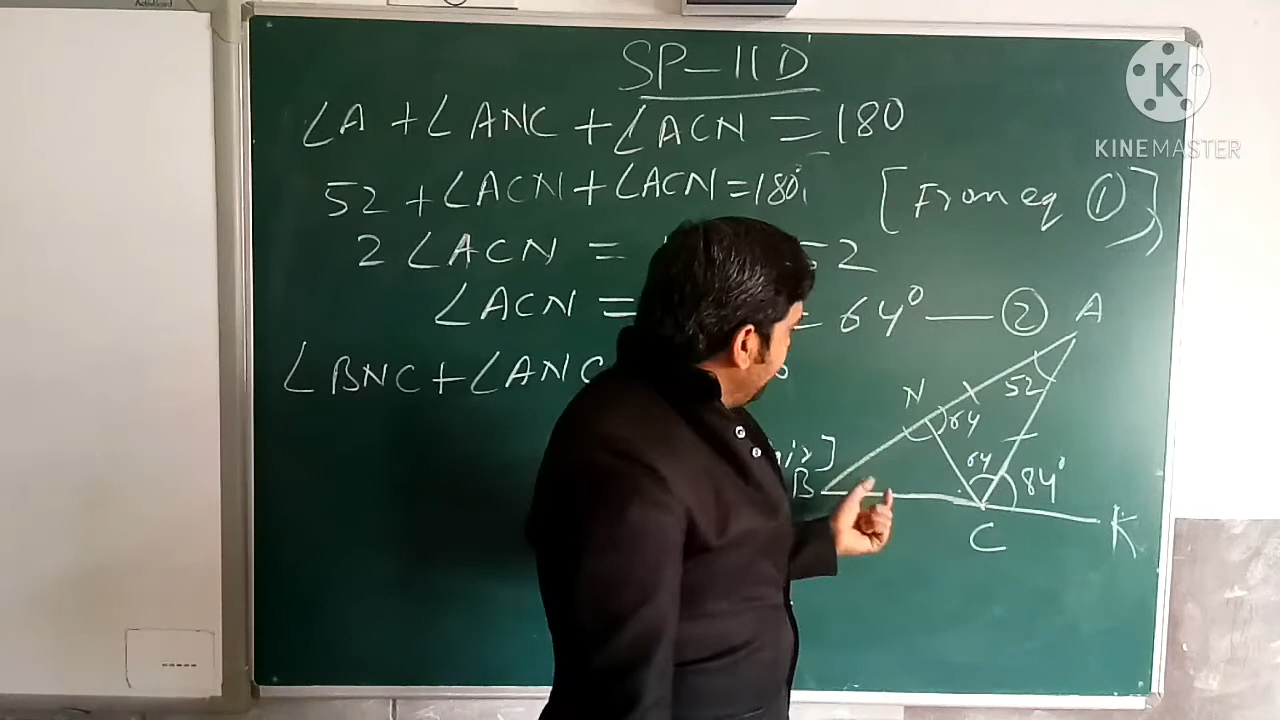 SP-11D
∠A + ∠ANC + ∠ACN = 180
52 + ∠ACN + ∠ACN = 180° [From eq ①]
2 ∠ACN = 52
∠ACN = = 64° — ②
∠BNC + ∠ANC
A
N
52
64
64
84°
B
C
K
K
KINEMASTER